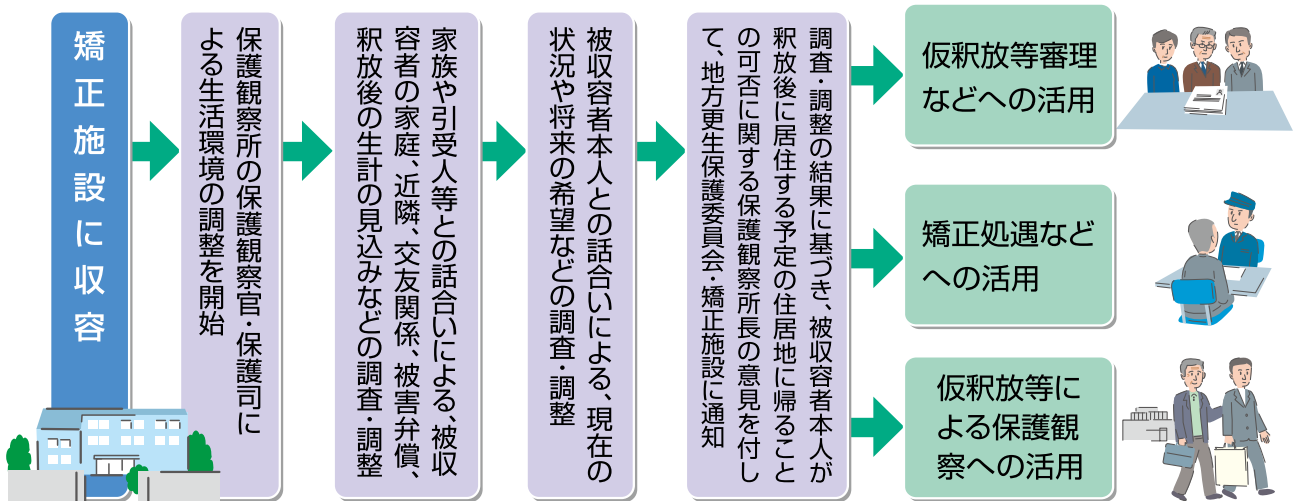 矯正施設に収容
保護観察所の保護観察官・保護司に
よる生活環境の調整を開始
家族や引受人等との話合いによる、被収
容者の家庭、近隣、交友関係、被害弁償、
釈放後の生計の見込みなどの調査・調整
被収容者本人との話合いによる、現在の
状況や将来の希望などの調査・調整
調査・調整の結果に基づき、被収容者本人が
釈放後に居住する予定の住居地に帰ること
の可否に関する保護観察所長の意見を付し
て、地方更生保護委員会・矯正施設に通知
仮釈放等審理
などへの活用
矯正処遇など
への活用
仮釈放等に
よる保護観
察への活用